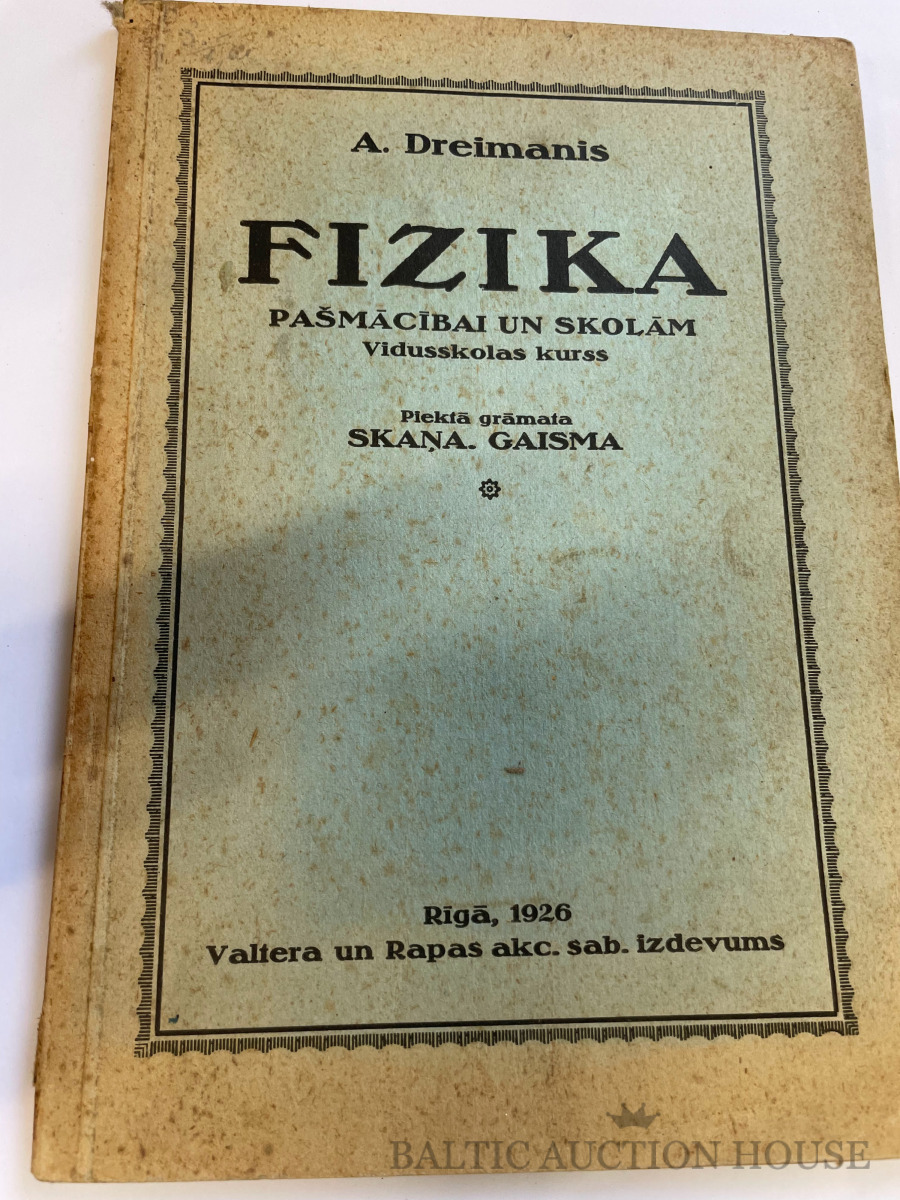 A. Dreimanis
FIZIKA
PAŠMĀCĪBAI UN SKOLĀM
Vidusskolas kurss
Piektā grāmata
SKAŅA. GAISMA
Rīgā, 1926
Valtera un Rapas akc. sab. izdevums
BALTIC AUCTION HOUSE